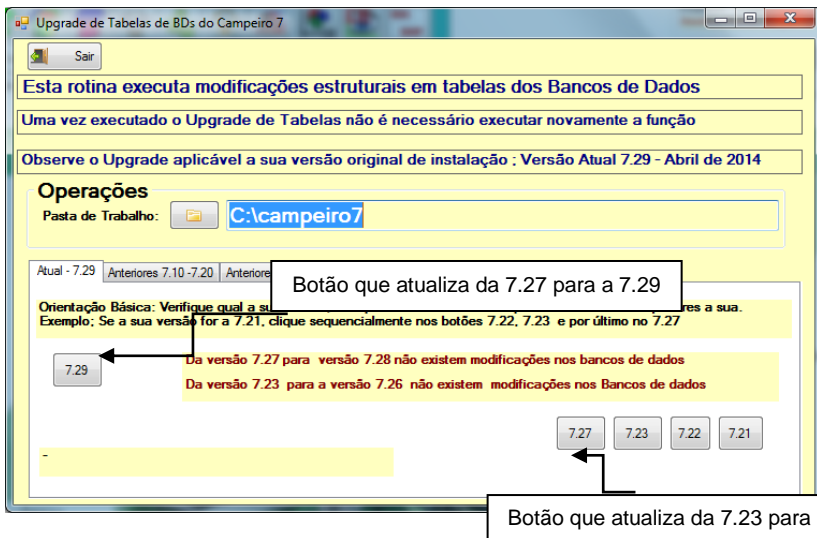 Upgrade de Tabelas de BDs do Campeiro 7
Sair
Esta rotina executa modificações estruturais em tabelas dos Bancos de Dados
Uma vez executado o Upgrade de Tabelas não é necessário executar novamente a função
Observe o Upgrade aplicável a sua versão original de instalação ; Versão Atual 7.29 - Abril de 2014
Operações
Pasta de Trabalho: C:\campeiro7
Atual - 7.29 Anteriores 7.10 -7.20 Anteriore
Botão que atualiza da 7.27 para a 7.29
Orientação Básica: Verifique qual a su res a sua.
Exemplo; Se a sua versão for a 7.21, clique sequencialmente nos botões 7.22, 7.23 e por último no 7.27
7.29
Da versão 7.27 para versão 7.28 não existem modificações nos bancos de dados
Da versão 7.23 para a versão 7.26 não existem modificações nos Bancos de dados
7.27 7.23 7.22 7.21
-
Botão que atualiza da 7.23 para